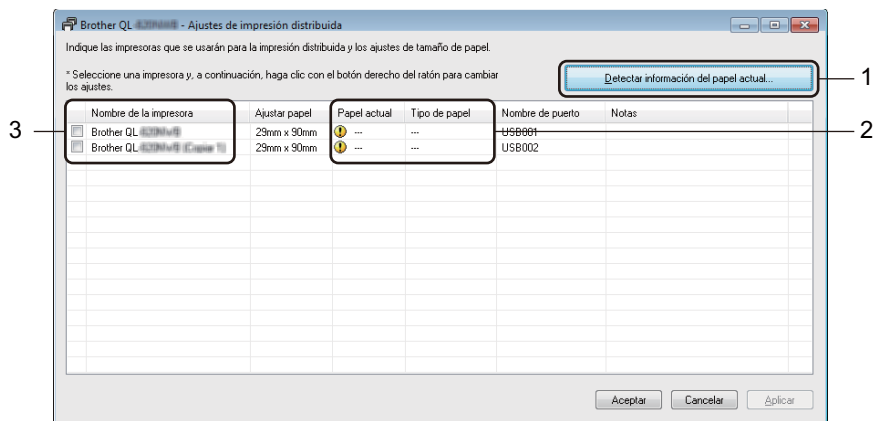 Brother QL - Ajustes de impresión distribuida
Indique las impresoras que se usarán para la impresión distribuida y los ajustes de tamaño de papel.
* Seleccione una impresora y, a continuación, haga clic con el botón derecho del ratón para cambiar
los ajustes.
Detectar información del papel actual...
1
Nombre de la impresora Ajustar papel Papel actual Tipo de papel Nombre de puerto Notas
3
Brother QL 29mm x 90mm --- --- USB001
2
Brother QL (Copiar 1) 29mm x 90mm --- --- USB002
Aceptar Cancelar Aplicar